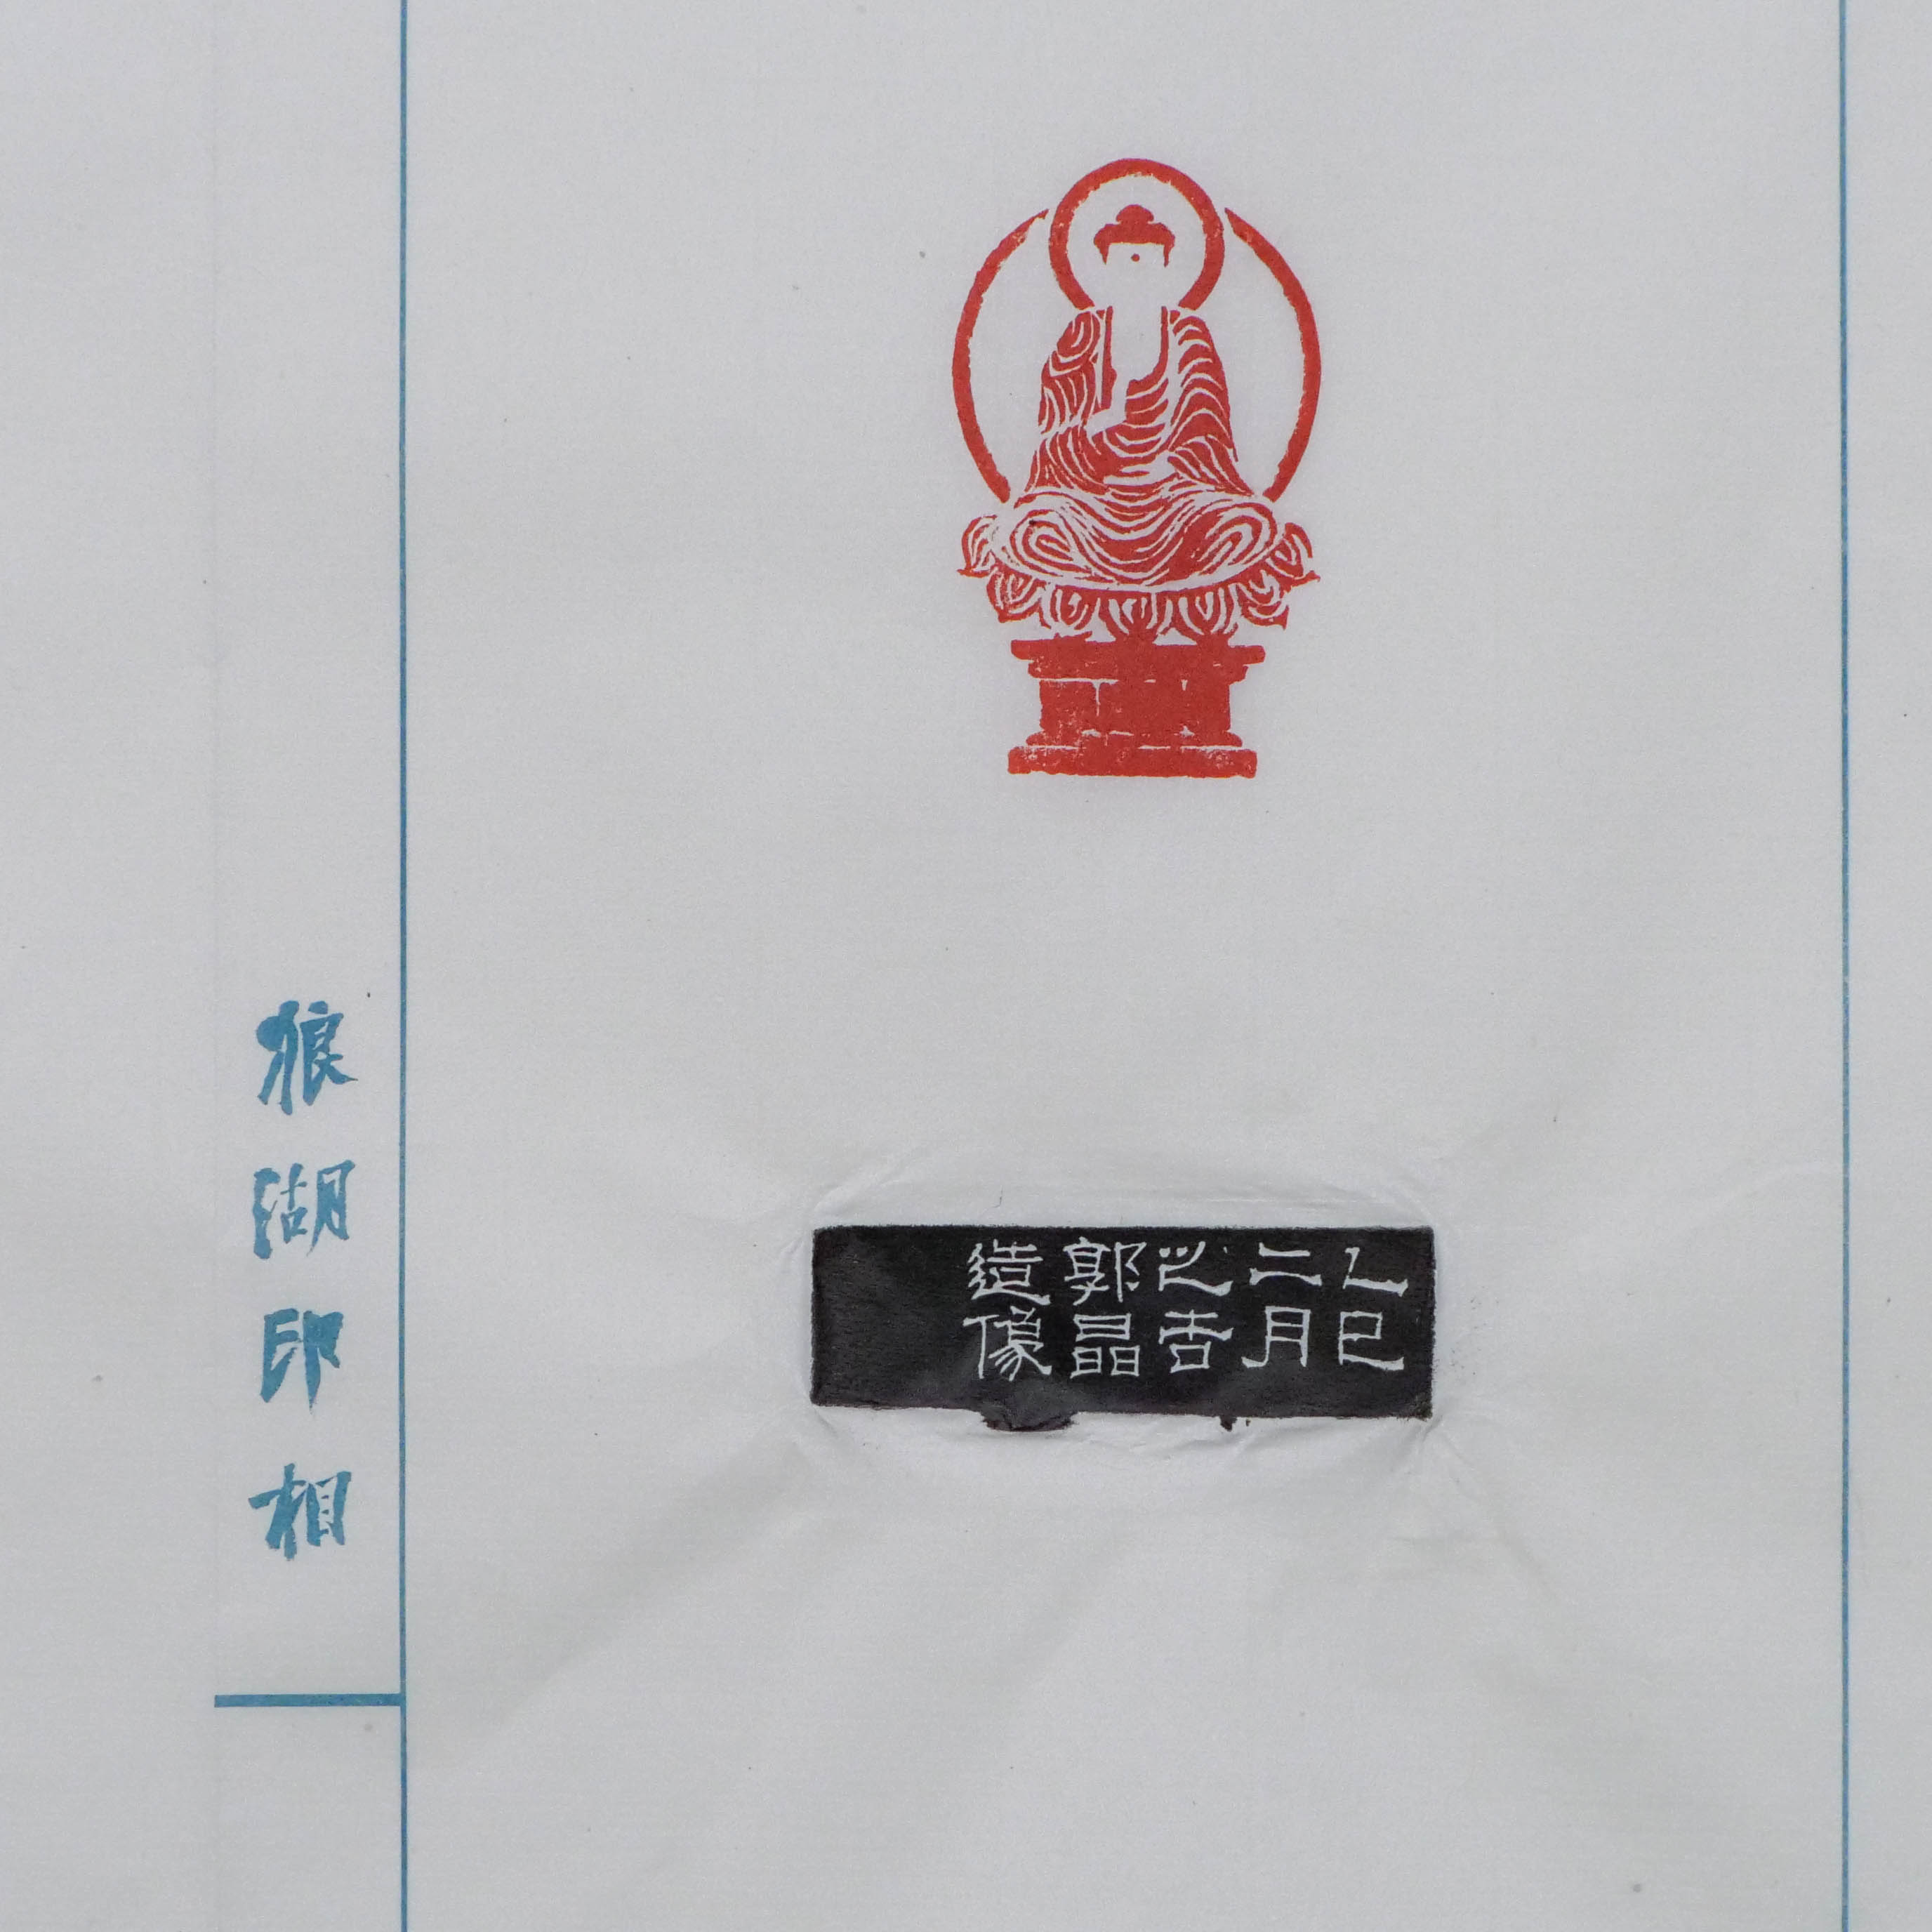 乙巳
二月
之吉
郭晶
造像
狼湖印相